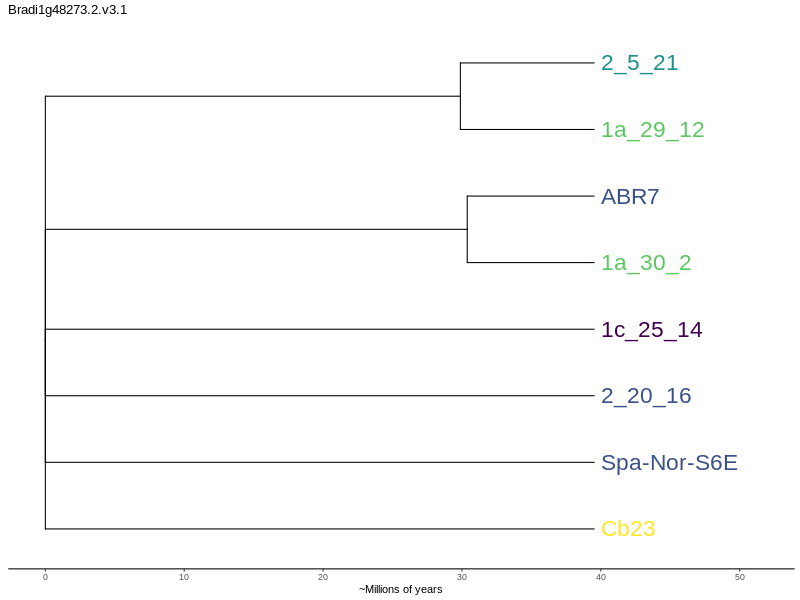 Bradi1g48273.2.v3.1
2_5_21
1a_29_12
ABR7
1a_30_2
1c_25_14
2_20_16
Spa-Nor-S6E
Cb23
0 10 20 30 40 50
~Millions of years